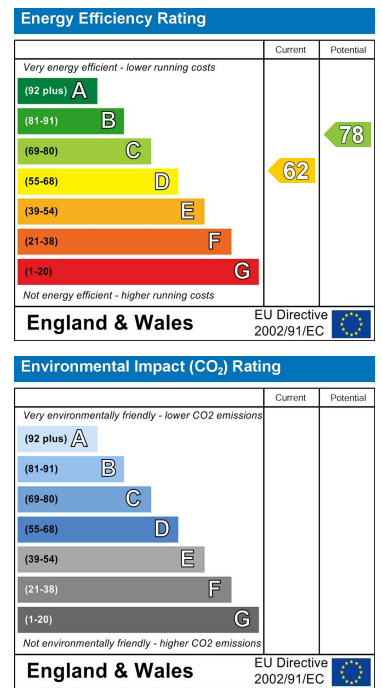 Energy Efficiency Rating
Current Potential
Very energy efficient - lower running costs
(92 plus) A
(81-91) B
(69-80) C
(55-68) D
(39-54) E
(21-38) F
(1-20) G
62
78
Not energy efficient - higher running costs
England & Wales
EU Directive
2002/91/EC
Environmental Impact (CO₂) Rating
Current Potential
Very environmentally friendly - lower CO2 emissions
(92 plus) A
(81-91) B
(69-80) C
(55-68) D
(39-54) E
(21-38) F
(1-20) G
Not environmentally friendly - higher CO2 emissions
England & Wales
EU Directive
2002/91/EC